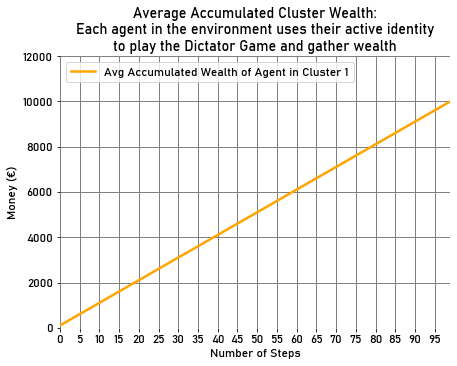 Average Accumulated Cluster Wealth:
Each agent in the environment uses their active identity
to play the Dictator Game and gather wealth
Avg Accumulated Wealth of Agent in Cluster 1
12000
10000
8000
6000
4000
2000
0
Money (€)
0 5 10 15 20 25 30 35 40 45 50 55 60 65 70 75 80 85 90 95
Number of Steps